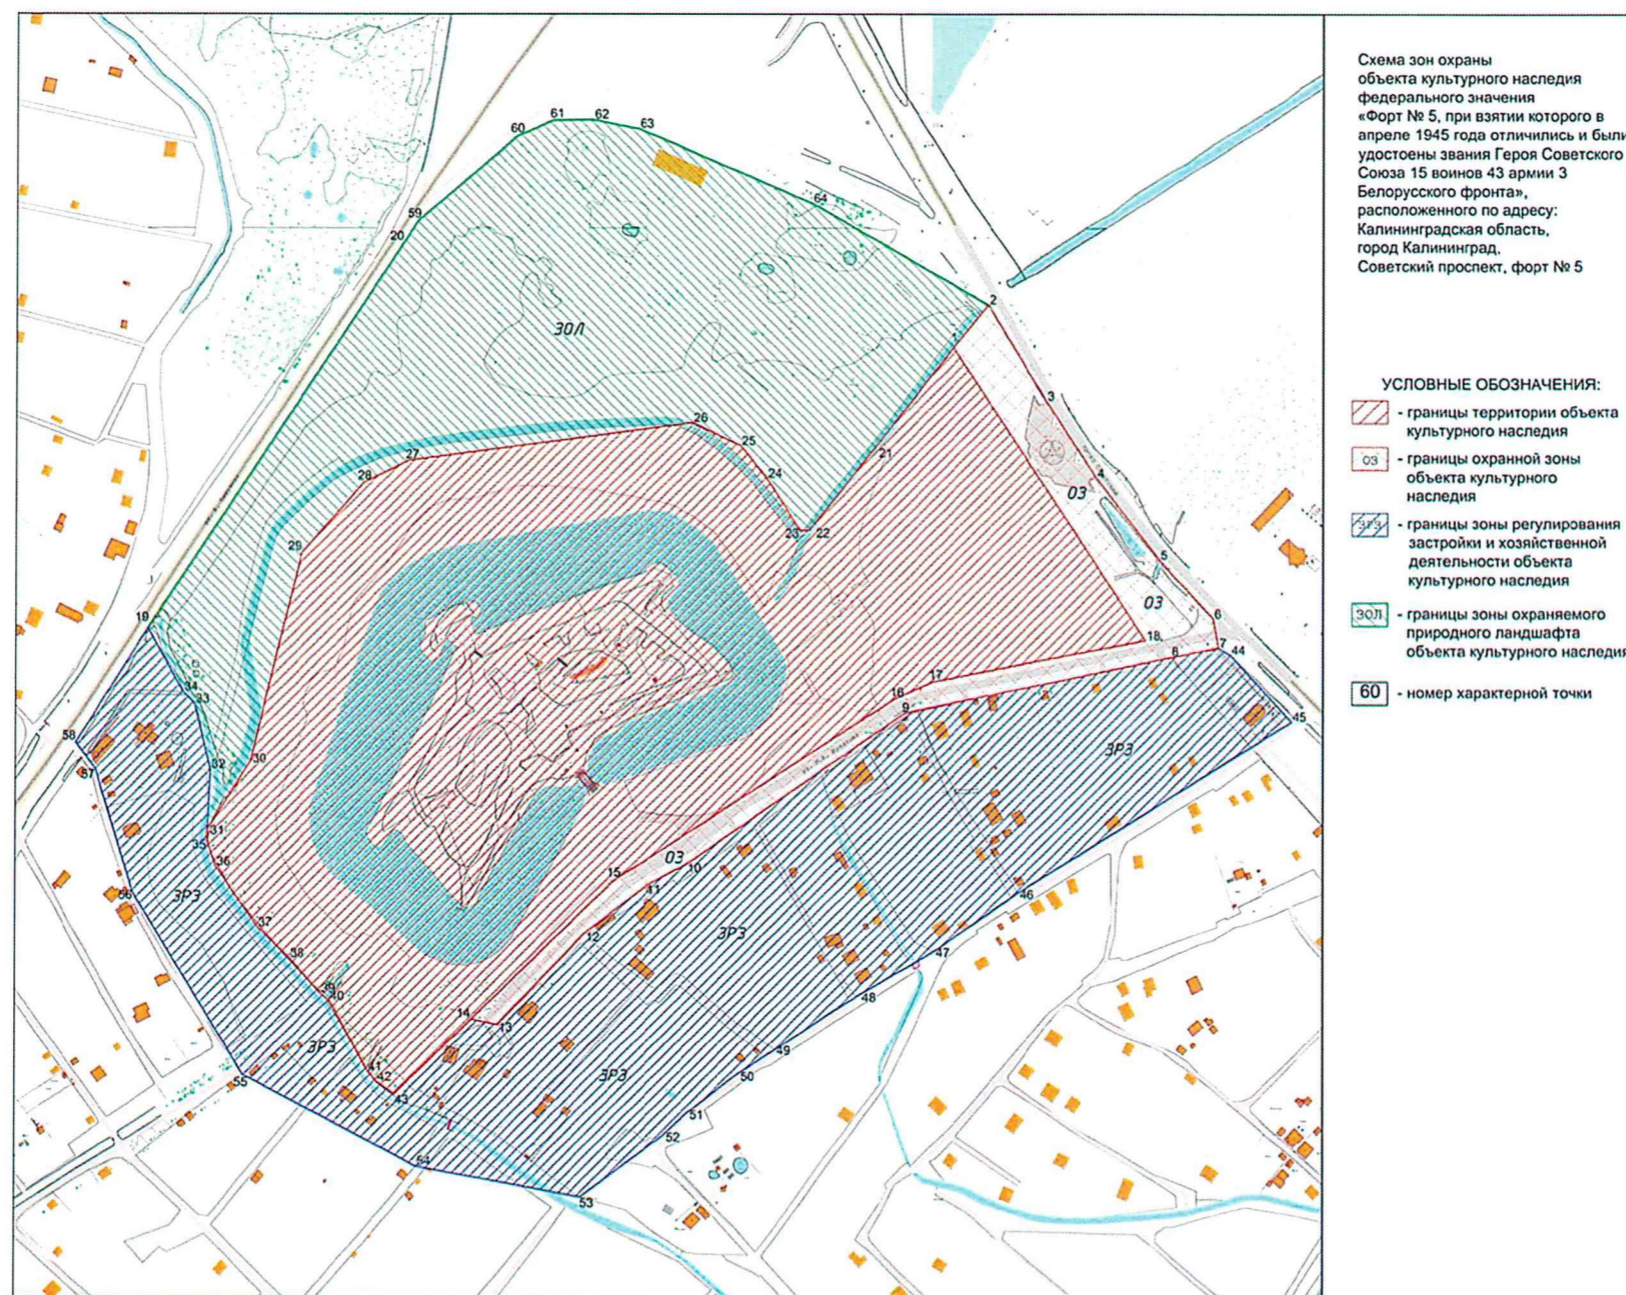 Схема зон охраны
объекта культурного наследия
федерального значения
«Форт № 5, при взятии которого в
апреле 1945 года отличились и были
удостоены звания Героя Советского
Союза 15 воинов 43 армии 3
Белорусского фронта»,
расположенного по адресу:
Калининградская область,
город Калининград,
Советский проспект, форт № 5
УСЛОВНЫЕ ОБОЗНАЧЕНИЯ:
- границы территории объекта
культурного наследия
ОЗ - границы охранной зоны
объекта культурного
наследия
ЗРЗ - границы зоны регулирования
застройки и хозяйственной
деятельности объекта
культурного наследия
ЗОЛ - границы зоны охраняемого
природного ландшафта
объекта культурного наследия
60 - номер характерной точки
61
62
63
60
64
59
20
2
ЗОЛ
1
3
26
25
21
27
24
28
4
ОЗ
23
22
29
5
ОЗ
19
6
18
7
8
44
17
34
33
16
9
45
58
30
ЗРЗ
57
32
31
35
36
ОЗ
10
15
11
56
ЗРЗ
46
37
12
ЗРЗ
38
47
39
40
48
14
13
ЗРЗ
49
41
42
ЗРЗ
50
55
43
51
52
54
53